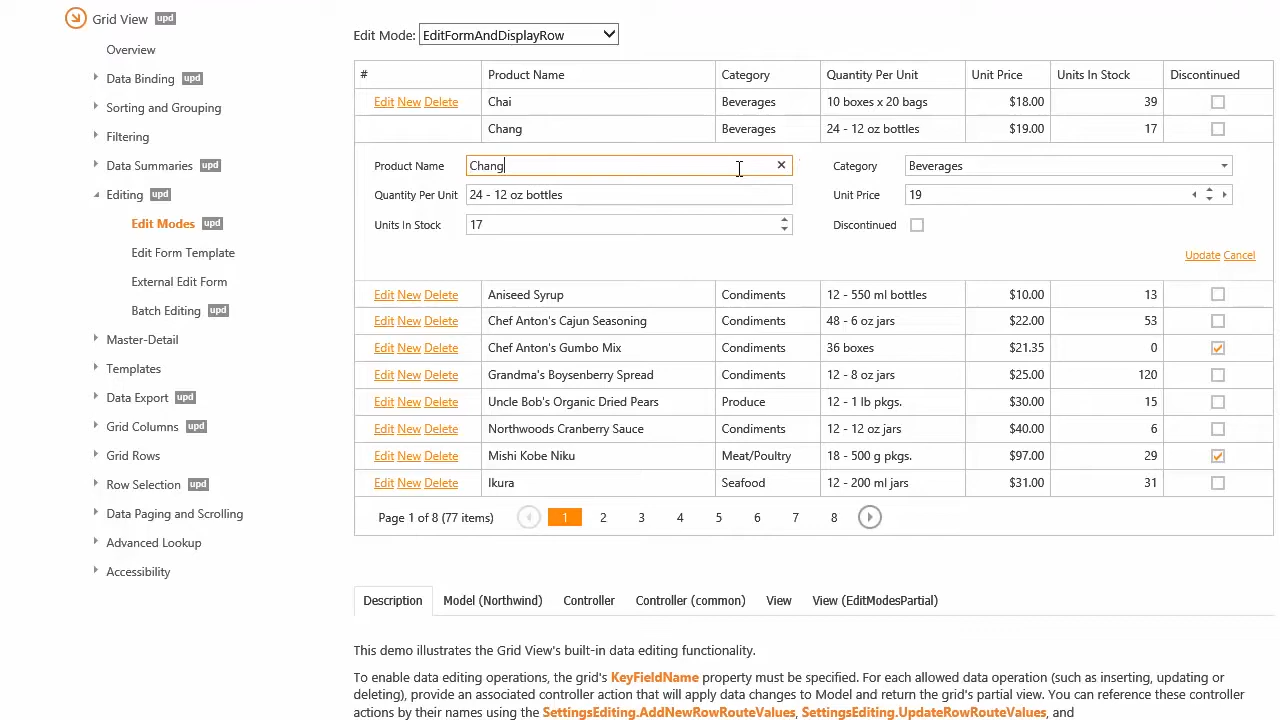 Grid View upd
Overview
Data Binding upd
Sorting and Grouping
Filtering
Data Summaries upd
Editing upd
Edit Modes upd
Edit Form Template
External Edit Form
Batch Editing upd
Master-Detail
Templates
Data Export upd
Grid Columns upd
Grid Rows
Row Selection upd
Data Paging and Scrolling
Advanced Lookup
Accessibility
Edit Mode: EditFormAndDisplayRow
# Product Name Category Quantity Per Unit Unit Price Units In Stock Discontinued
Edit New Delete Chai Beverages 10 boxes x 20 bags $18.00 39
Chang Beverages 24 - 12 oz bottles $19.00 17
Product Name Chang Category Beverages
Quantity Per Unit 24 - 12 oz bottles Unit Price 19
Units In Stock 17 Discontinued
Update Cancel
Edit New Delete Aniseed Syrup Condiments 12 - 550 ml bottles $10.00 13
Edit New Delete Chef Anton's Cajun Seasoning Condiments 48 - 6 oz jars $22.00 53
Edit New Delete Chef Anton's Gumbo Mix Condiments 36 boxes $21.35 0
Edit New Delete Grandma's Boysenberry Spread Condiments 12 - 8 oz jars $25.00 120
Edit New Delete Uncle Bob's Organic Dried Pears Produce 12 - 1 lb pkgs. $30.00 15
Edit New Delete Northwoods Cranberry Sauce Condiments 12 - 12 oz jars $40.00 6
Edit New Delete Mishi Kobe Niku Meat/Poultry 18 - 500 g pkgs. $97.00 29
Edit New Delete Ikura Seafood 12 - 200 ml jars $31.00 31
Page 1 of 8 (77 items) 1 2 3 4 5 6 7 8
Description Model (Northwind) Controller Controller (common) View View (EditModesPartial)
This demo illustrates the Grid View's built-in data editing functionality.
To enable data editing operations, the grid's KeyFieldName property must be specified. For each allowed data operation (such as inserting, updating or
deleting), provide an associated controller action that will apply data changes to Model and return the grid's partial view. You can reference these controller
actions by their names using the SettingsEditing.AddNewRowRouteValues, SettingsEditing.UpdateRowRouteValues, and